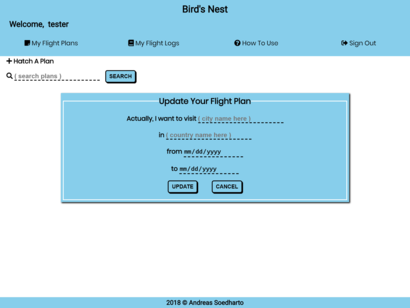 Bird's Nest
Welcome, tester
My Flight Plans
My Flight Logs
How To Use
Sign Out
Hatch A Plan
( search plans )
SEARCH
Update Your Flight Plan
Actually, I want to visit ( city name here )
in ( country name here )
from mm/dd/yyyy
to mm/dd/yyyy
UPDATE
CANCEL
2018 © Andreas Soedharto